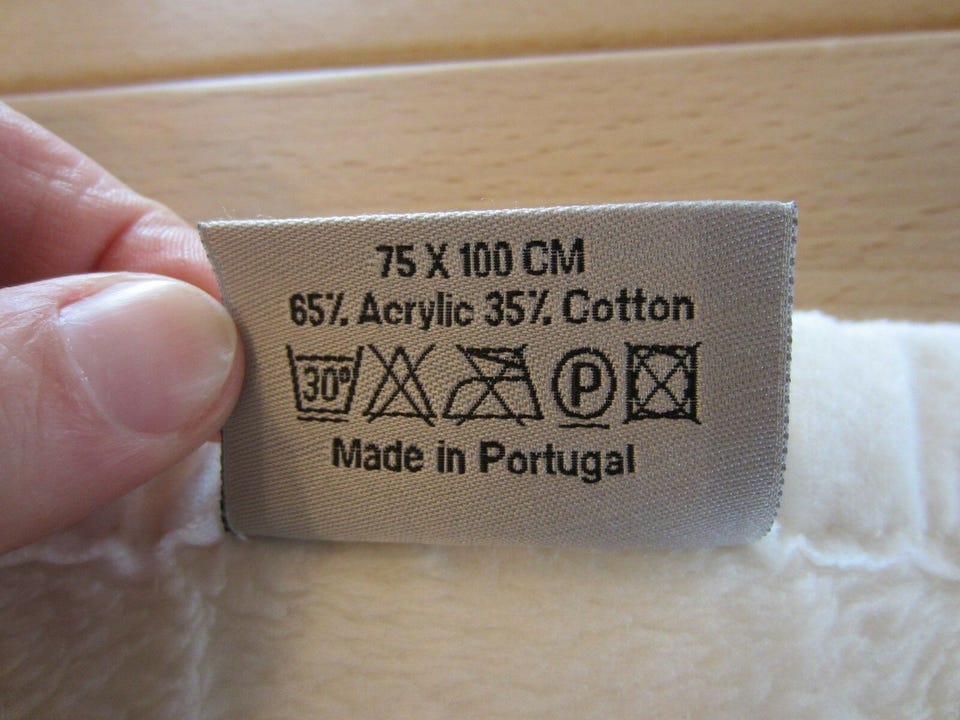 75 X 100 CM
65% Acrylic 35% Cotton
30° P
Made in Portugal